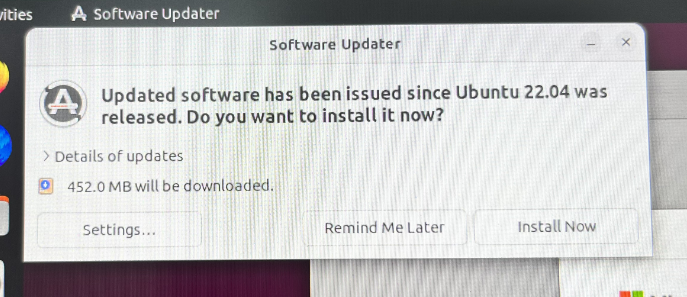 Software Updater
Software Updater
Updated software has been issued since Ubuntu 22.04 was
released. Do you want to install it now?
Details of updates
452.0 MB will be downloaded.
Settings...
Remind Me Later
Install Now